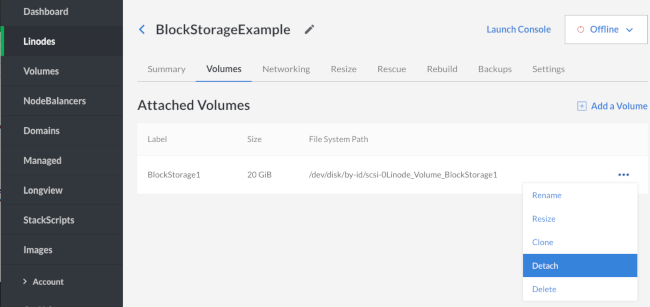 Dashboard
Linodes
Volumes
NodeBalancers
Domains
Managed
Longview
StackScripts
Images
> Account
< BlockStorageExample
Launch Console
Offline
Summary Volumes Networking Resize Rescue Rebuild Backups Settings
Attached Volumes
+ Add a Volume
Label Size File System Path
BlockStorage1 20 GiB /dev/disk/by-id/scsi-0Linode_Volume_BlockStorage1 •••
Rename
Resize
Clone
Detach
Delete